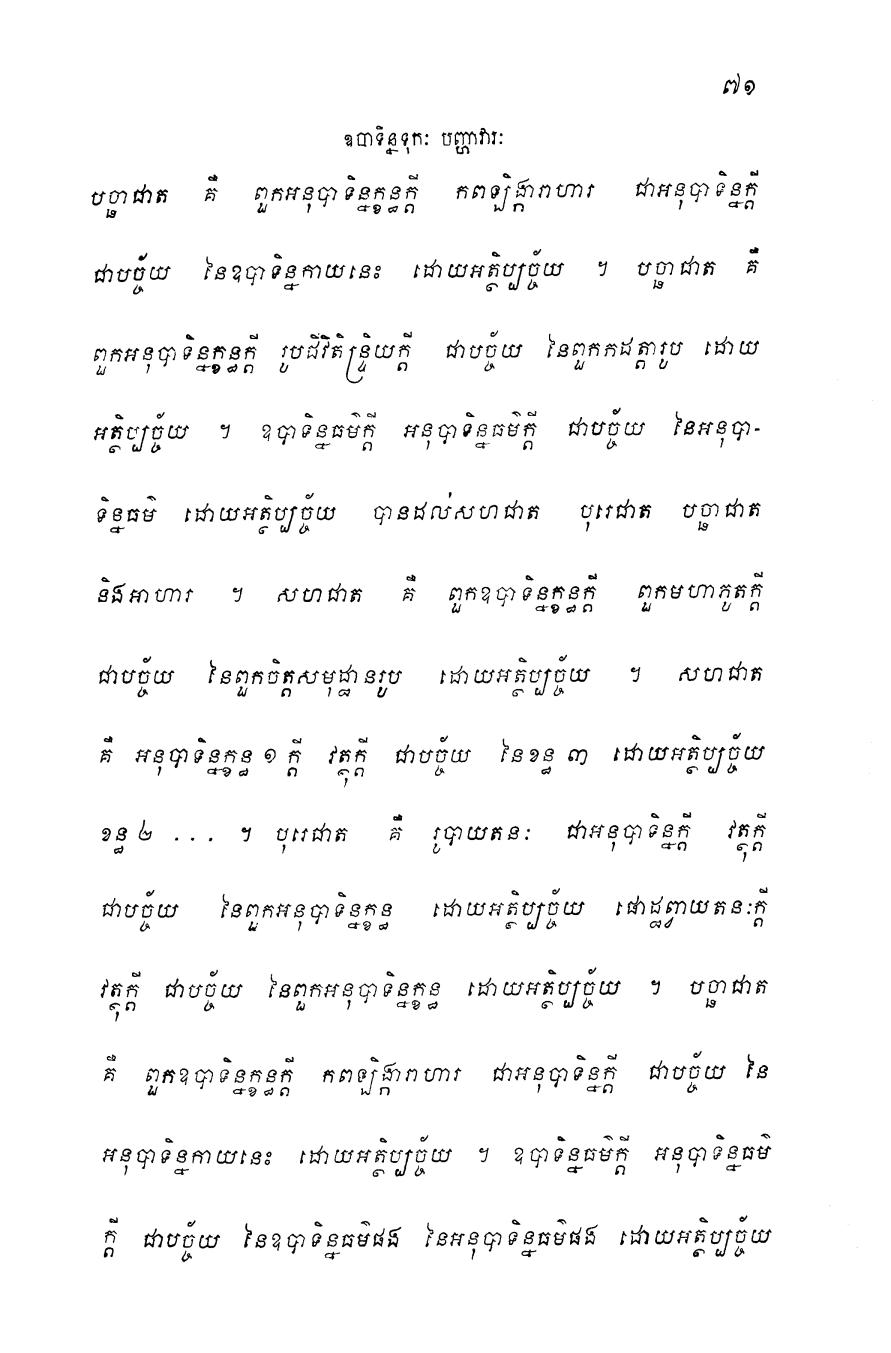 ៧១
ឧបាទិន្នទុកៈ បញ្ហាវារៈ
បច្ឆាជាត គឺ ពួកអនុបាទិន្នក្ខន្ធក្តី កពឡិង្ការាហារ ជាអនុបាទិន្នក្តី
ជាបច្ច័យ នៃឧបាទិន្នកាយនេះ ដោយអត្ថិប្បច្ច័យ ។ បច្ឆាជាត គឺ
ពួកអនុបាទិន្នក្ខន្ធក្តី រូបជីវិតិន្ទ្រិយក្តី ជាបច្ច័យ នៃពួកកដត្តារូប ដោយ
អត្ថិប្បច្ច័យ ។ ឧបាទិន្នធម៌ក្តី អនុបាទិន្នធម៌ក្តី ជាបច្ច័យ នៃអនុបា-
ទិន្នធម៌ ដោយអត្ថិប្បច្ច័យ បានដល់សហជាត បុរេជាត បច្ឆាជាត
និងអាហារ ។ សហជាត គឺ ពួកឧបាទិន្នក្ខន្ធក្តី ពួកមហាភូតក្តី
ជាបច្ច័យ នៃពួកចិត្តសមុដ្ឋានរូប ដោយអត្ថិប្បច្ច័យ ។ សហជាត
គឺ អនុបាទិន្នក្ខន្ធ ១ ក្តី វត្ថុក្តី ជាបច្ច័យ នៃខន្ធ ៣ ដោយអត្ថិប្បច្ច័យ
ខន្ធ ២ ... ។ បុរេជាត គឺ រូបាយតនៈ ជាអនុបាទិន្នក្តី វត្ថុក្តី
ជាបច្ច័យ នៃពួកអនុបាទិន្នក្ខន្ធ ដោយអត្ថិប្បច្ច័យ ផោដ្ឋព្វាយតនៈក្តី
វត្ថុក្តី ជាបច្ច័យ នៃពួកអនុបាទិន្នក្ខន្ធ ដោយអត្ថិប្បច្ច័យ ។ បច្ឆាជាត
គឺ ពួកឧបាទិន្នក្ខន្ធក្តី កពឡិង្ការាហារ ជាអនុបាទិន្នក្តី ជាបច្ច័យ នៃ
អនុបាទិន្នកាយនេះ ដោយអត្ថិប្បច្ច័យ ។ ឧបាទិន្នធម៌ក្តី អនុបាទិន្នធម៌
ក្តី ជាបច្ច័យ នៃឧបាទិន្នធម៌ផង នៃអនុបាទិន្នធម៌ផង ដោយអត្ថិប្បច្ច័យ